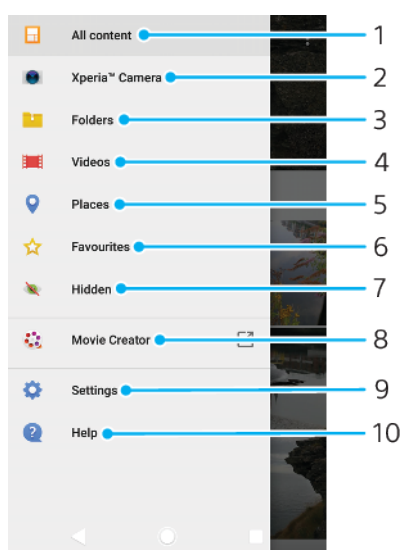 All content 1
Xperia™ Camera 2
Folders 3
Videos 4
Places 5
Favourites 6
Hidden 7
Movie Creator 8
Settings 9
Help 10